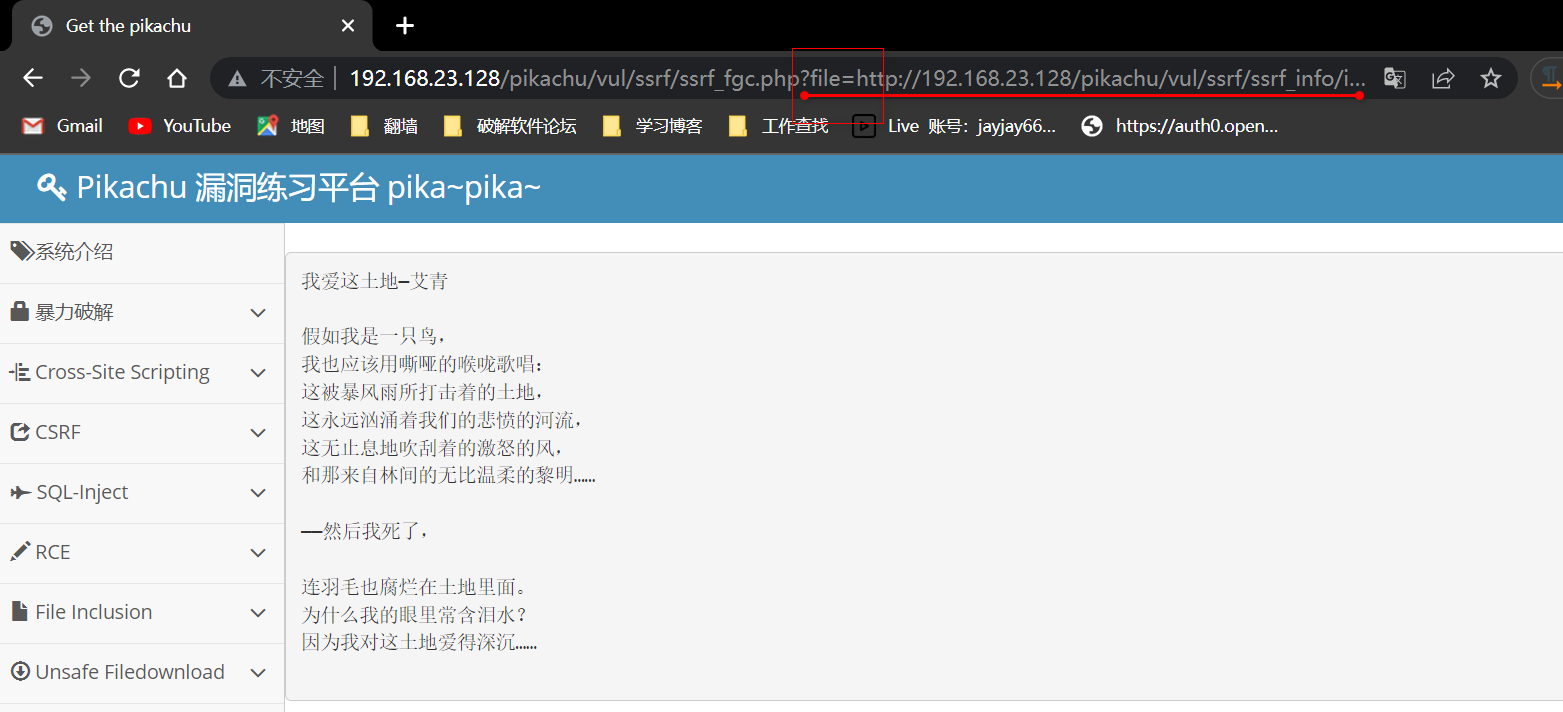 Get the pikachu
不安全 192.168.23.128/pikachu/vul/ssrf/ssrf_fgc.php?file=http://192.168.23.128/pikachu/vul/ssrf/ssrf_info/i...
Gmail YouTube 地图 翻墙 破解软件论坛 学习博客 工作查找 Live 账号：jayjay66... https://auth0.open...
Pikachu 漏洞练习平台 pika~pika~
系统介绍
暴力破解
Cross-Site Scripting
CSRF
SQL-Inject
RCE
File Inclusion
Unsafe Filedownload
我爱这土地—艾青
假如我是一只鸟，
我也应该用嘶哑的喉咙歌唱：
这被暴风雨所打击着的土地，
这永远汹涌着我们的悲愤的河流，
这无止息地吹刮着的激怒的风，
和那来自林间的无比温柔的黎明……
——然后我死了，
连羽毛也腐烂在土地里面。
为什么我的眼里常含泪水？
因为我对这土地爱得深沉……